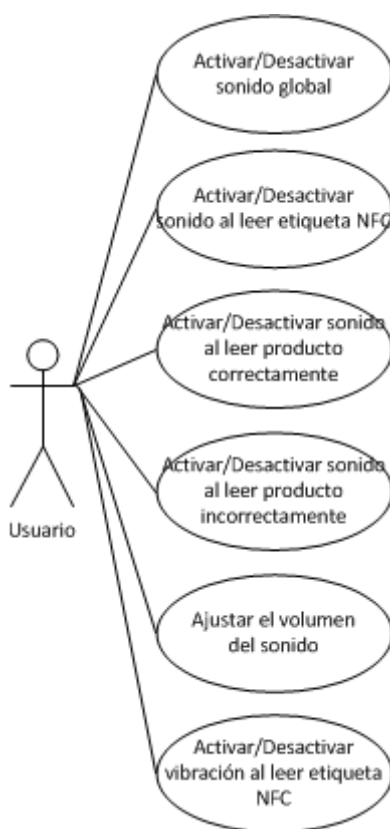 Activar/Desactivar
sonido global
Activar/Desactivar
sonido al leer etiqueta NFC
Activar/Desactivar sonido
al leer producto
correctamente
Activar/Desactivar sonido
al leer producto
incorrectamente
Usuario
Ajustar el volumen
del sonido
Activar/Desactivar
vibración al leer etiqueta
NFC